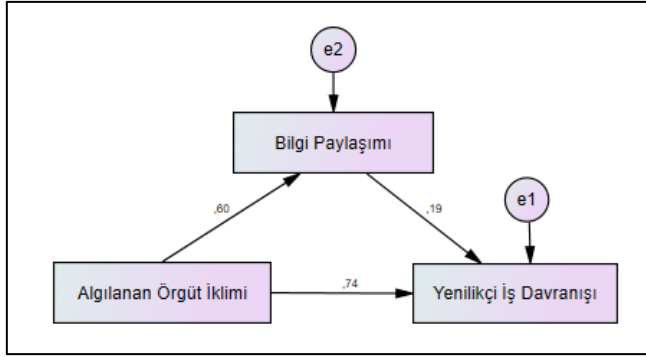 e2
Bilgi Paylaşımı
e1
,60
,19
Algılanan Örgüt İklimi
,74
Yenilikçi İş Davranışı